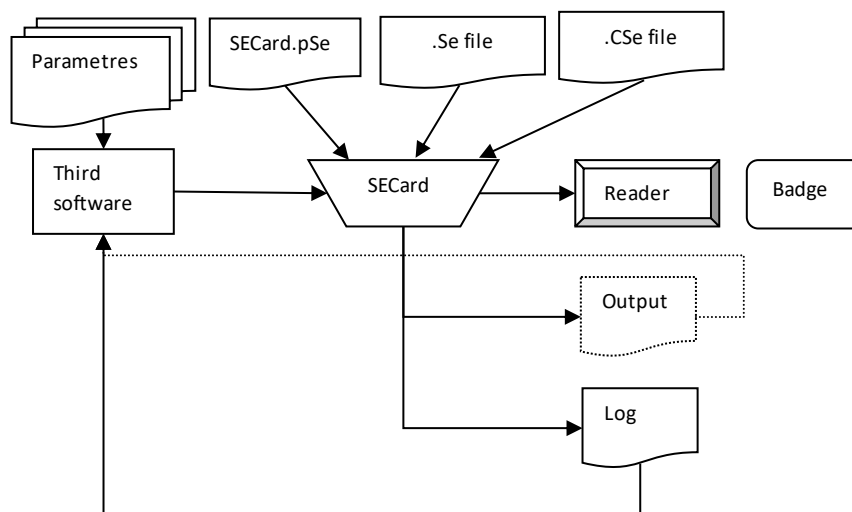 Parametres
SECard.pSe
.Se file
.CSe file
Third
software
SECard
Reader
Badge
Output
Log